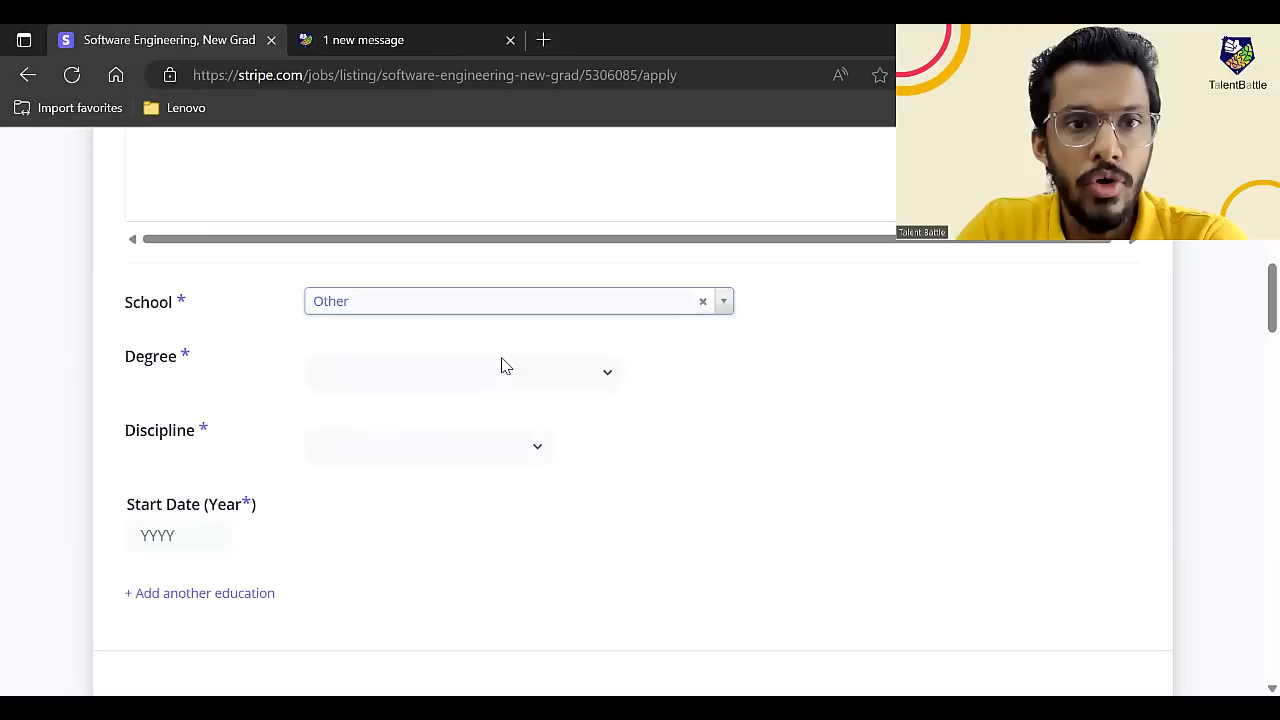 Software Engineering, New Grad
1 new message
https://stripe.com/jobs/listing/software-engineering-new-grad/5306085/apply
Import favorites
Lenovo
TalentBattle
Talent Battle
School *
Other
Degree *
Discipline *
Start Date (Year*)
YYYY
+ Add another education